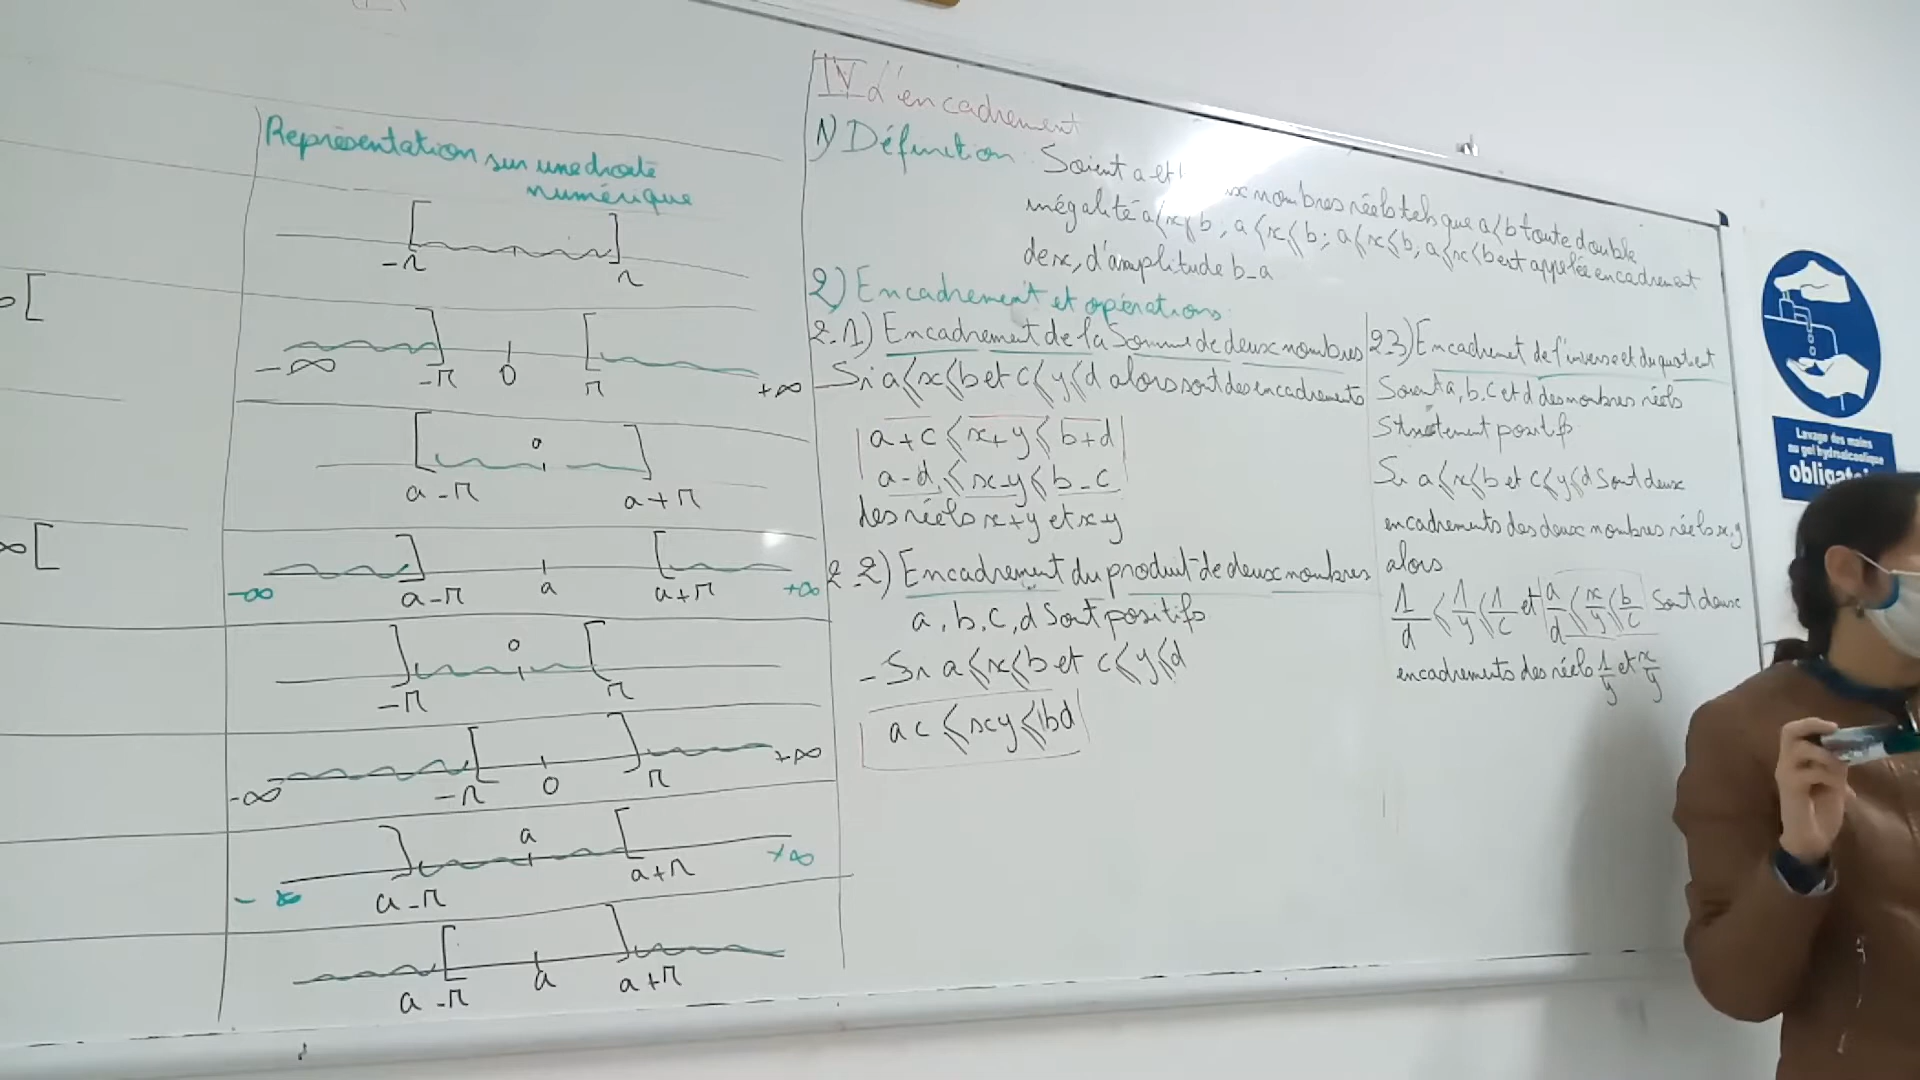 Représentation sur une droite
numérique
-r
r
-∞
-r
0
r
+∞
0
a-r
a+r
-∞
a-r
a
a+r
+∞
0
-r
r
-∞
-r
0
r
+∞
a
-∞
a-r
a+r
+∞
a-r
a
a+r
IV d'encadrement
1) Définition Soient a et nombres réels tels que a<b toute double
inégalité a⩽x⩽b; a<x⩽b; a⩽x<b; a<x<b est appelée encadrement
de x, d'amplitude b-a
2) Encadrement et opérations
2.1) Encadrement de la Somme de deux nombres
-Si a⩽x⩽b et c⩽y⩽d alors sont des encadrements
a+c⩽x+y⩽b+d
a-d⩽x-y⩽b-c
des réels x+y et x-y
2-2) Encadrement du produit de deux nombres
a, b, c, d Sont positifs
-Si a⩽x⩽b et c⩽y⩽d
ac⩽xy⩽bd
2-3) Encadremet de l'inverse et du quotient
Soient a, b, c et d des nombres réels
Strictement positifs
Si a⩽x⩽b et c⩽y⩽d Sont deux
encadrements des deux nombres réels x, y
alors
1/d⩽1/y⩽1/c et a/d⩽x/y⩽b/c Sont deux
encadrements des réels 1/y et x/y
Lavage des mains
au gel hydroalcoolique